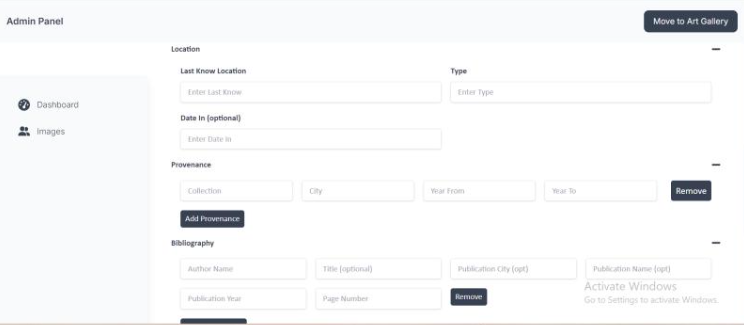 Admin Panel
Move to Art Gallery
Location
Last Know Location
Type
Enter Last Know
Enter Type
Date In (optional)
Enter Date In
Dashboard
Images
Provenance
Collection
City
Year From
Year To
Remove
Add Provenance
Bibliography
Author Name
Title (optional)
Publication City (opt)
Publication Name (opt)
Publication Year
Page Number
Remove
Activate Windows
Go to Settings to activate Windows.